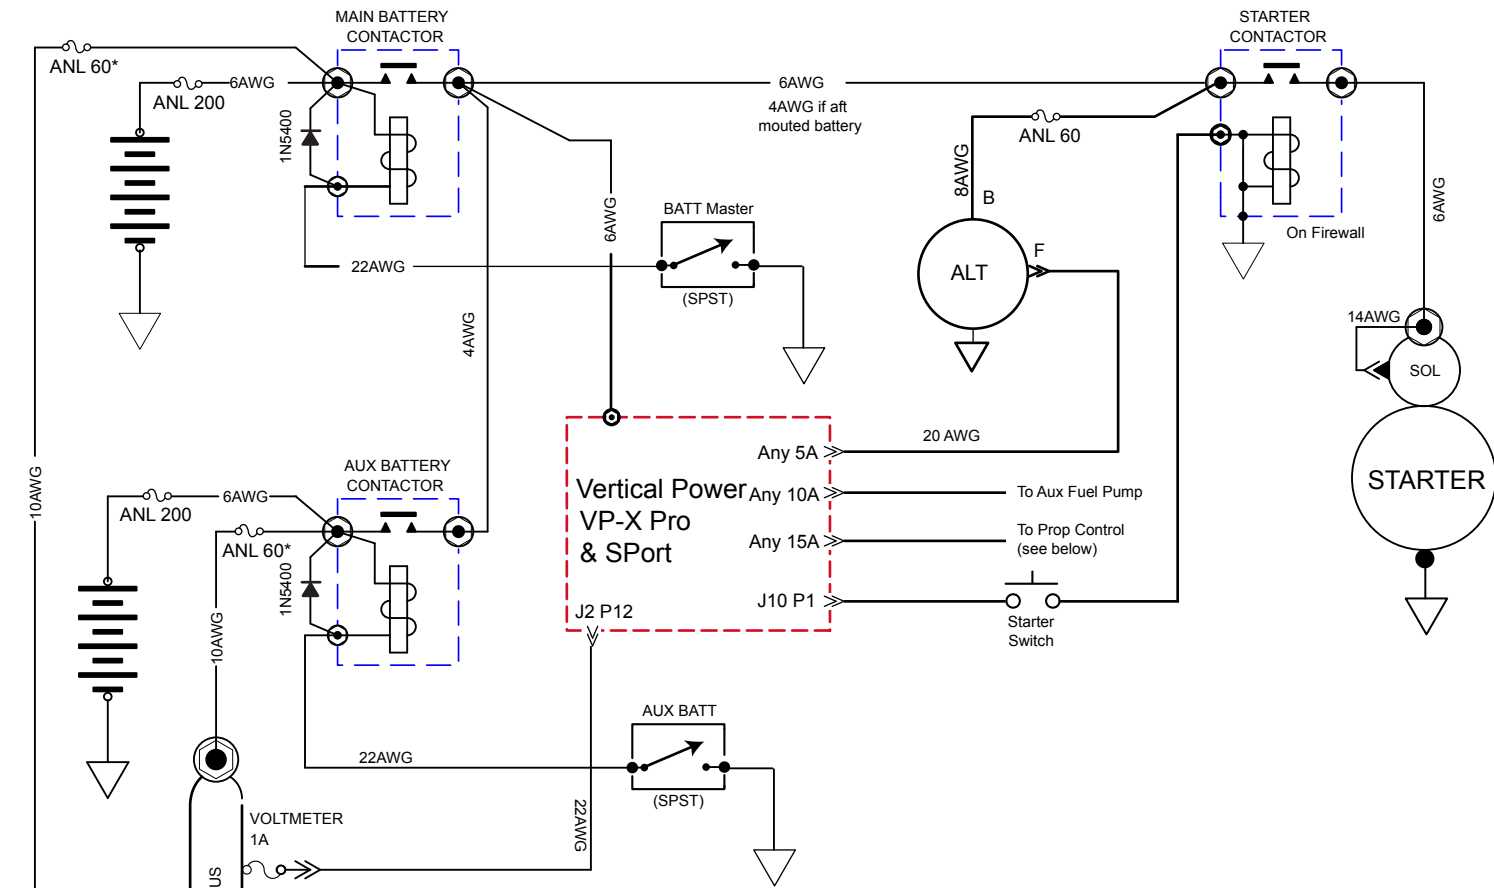 MAIN BATTERY
CONTACTOR
STARTER
CONTACTOR
ANL 60*
6AWG
ANL 200
6AWG
4AWG if aft
mouted battery
ANL 60
1N5400
8AWG
B
6AWG
BATT Master
6AWG
On Firewall
F
ALT
22AWG
(SPST)
14AWG
SOL
4AWG
20 AWG
Any 5A
AUX BATTERY
CONTACTOR
10AWG
STARTER
Vertical Power
VP-X Pro
& SPort
Any 10A
To Aux Fuel Pump
6AWG
ANL 200
To Prop Control
(see below)
Any 15A
ANL 60*
1N5400
J10 P1
J2 P12
Starter
Switch
10AWG
AUX BATT
22AWG
(SPST)
VOLTMETER
1A
22AWG
US